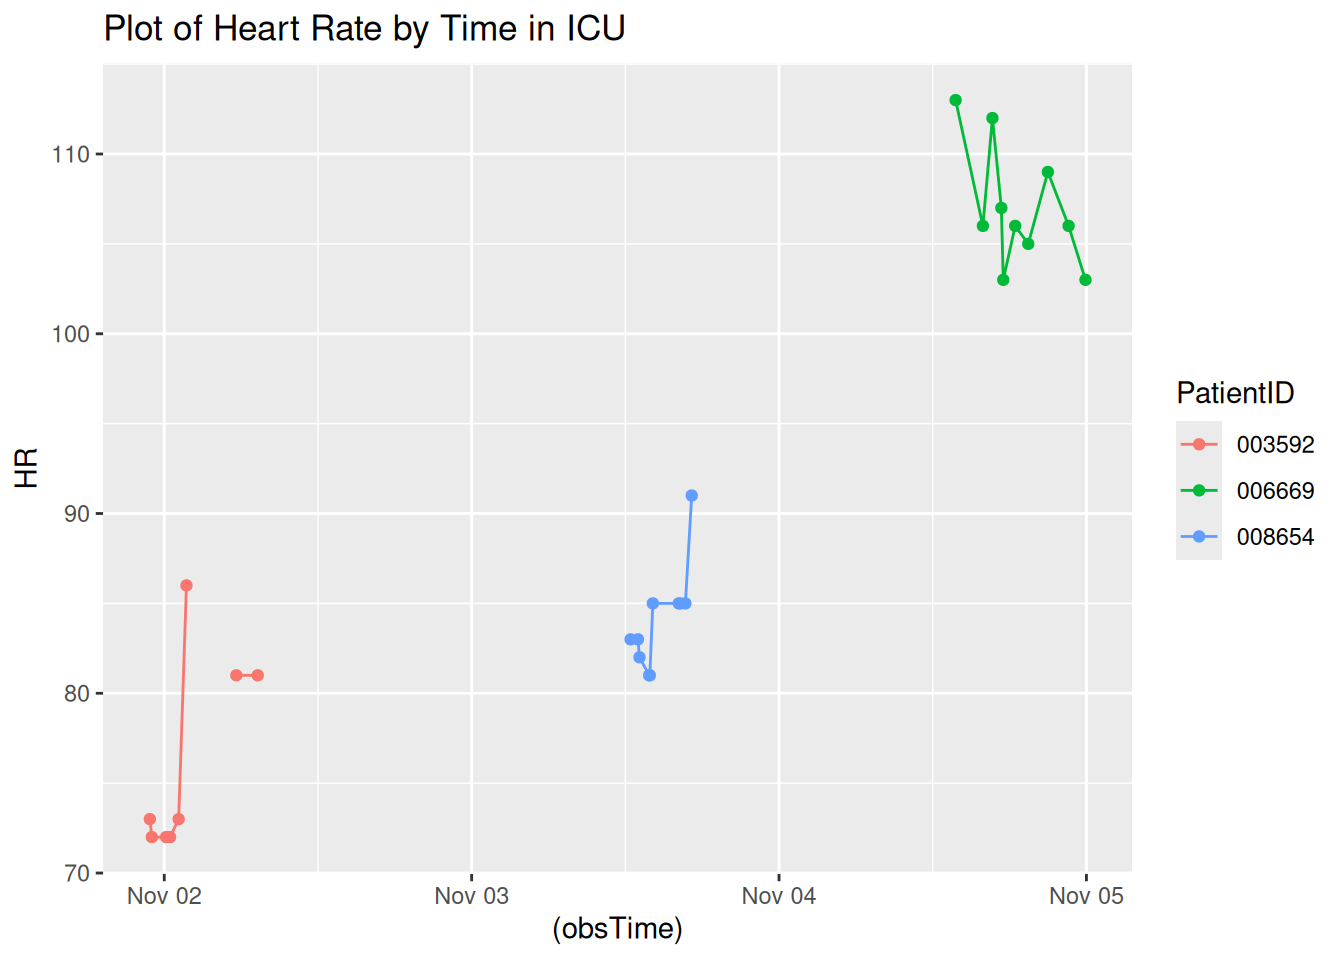 Plot of Heart Rate by Time in ICU
110
100
90
80
70
HR
Nov 02
Nov 03
Nov 04
Nov 05
(obsTime)
PatientID
003592
006669
008654